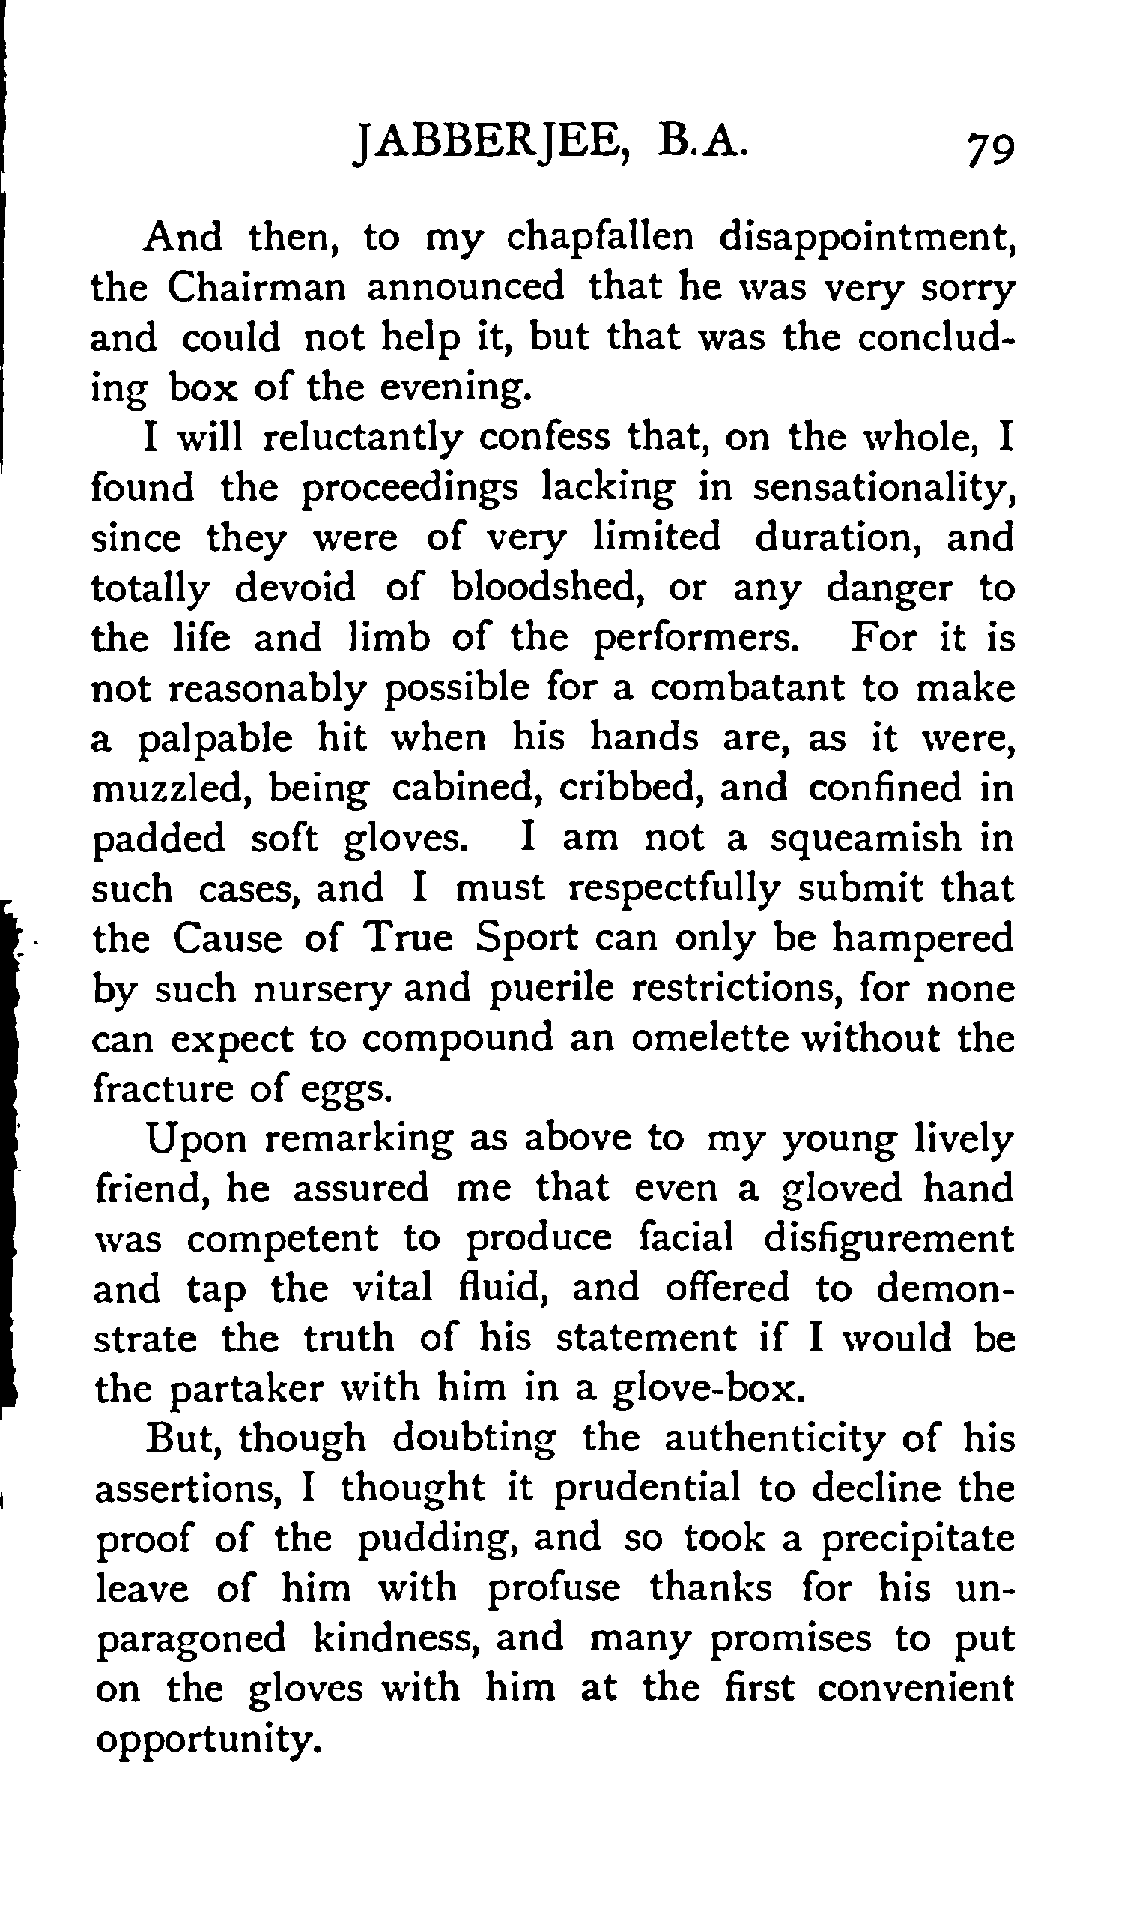 JABBERJEE, B.A. 79
And then, to my chapfallen disappointment,
the Chairman announced that he was very sorry
and could not help it, but that was the conclud-
ing box of the evening.
I will reluctantly confess that, on the whole, I
found the proceedings lacking in sensationality,
since they were of very limited duration, and
totally devoid of bloodshed, or any danger to
the life and limb of the performers. For it is
not reasonably possible for a combatant to make
a palpable hit when his hands are, as it were,
muzzled, being cabined, cribbed, and confined in
padded soft gloves. I am not a squeamish in
such cases, and I must respectfully submit that
the Cause of True Sport can only be hampered
by such nursery and puerile restrictions, for none
can expect to compound an omelette without the
fracture of eggs.
Upon remarking as above to my young lively
friend, he assured me that even a gloved hand
was competent to produce facial disfigurement
and tap the vital fluid, and offered to demon-
strate the truth of his statement if I would be
the partaker with him in a glove-box.
But, though doubting the authenticity of his
assertions, I thought it prudential to decline the
proof of the pudding, and so took a precipitate
leave of him with profuse thanks for his un-
paragoned kindness, and many promises to put
on the gloves with him at the first convenient
opportunity.